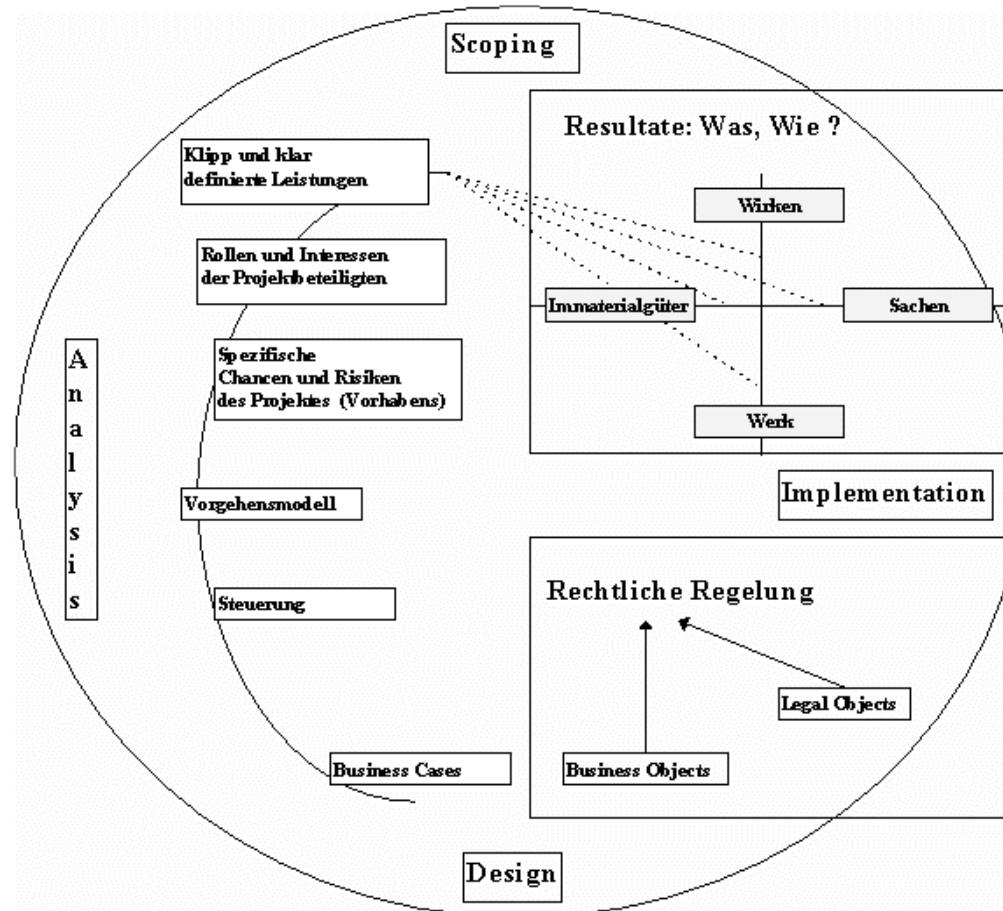 Scoping
Resultate: Was, Wie ?
Klipp und klar
definierte Leistungen
Wirken
Rollen und Interessen
der Projektbeteiligten
Immaterialgüter
Sachen
Spezifische
Chancen und Risiken
des Projektes (Vorhabens)
Analysis
Werk
Implementation
Vorgehensmodell
Rechtliche Regelung
Steuerung
Legal Objects
Business Cases
Business Objects
Design